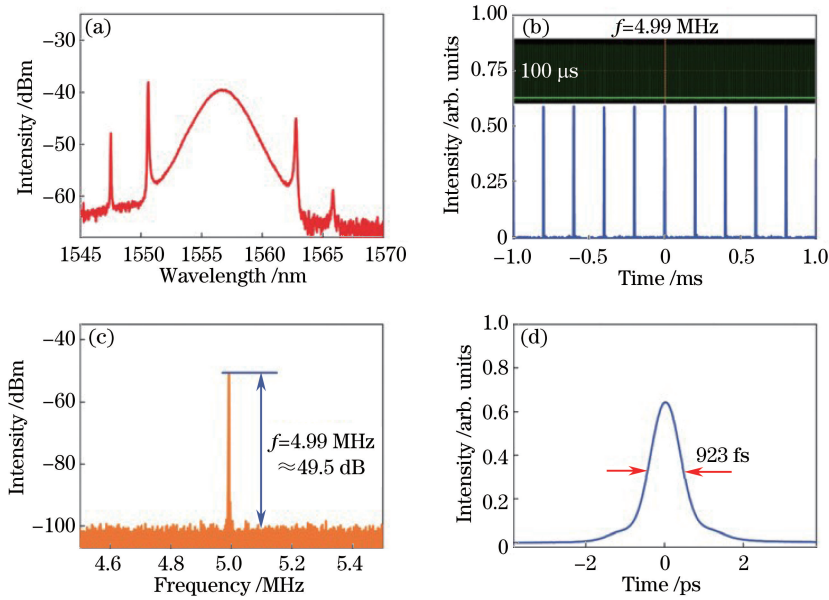 (a)
Intensity /dBm
−25
−40
−50
−60
1545
1550
1555
1560
1565
1570
Wavelength /nm
(b)
f=4.99 MHz
100 μs
Intensity /arb. units
1.00
0.75
0.50
0.25
0
−1.0
−0.5
0
0.5
1.0
Time /ms
(c)
Intensity /dBm
−40
−60
−80
−100
f=4.99 MHz
≈49.5 dB
4.6
4.8
5.0
5.2
5.4
Frequency /MHz
(d)
Intensity /arb. units
1.0
0.8
0.6
0.4
0.2
0
923 fs
−2
0
2
Time /ps